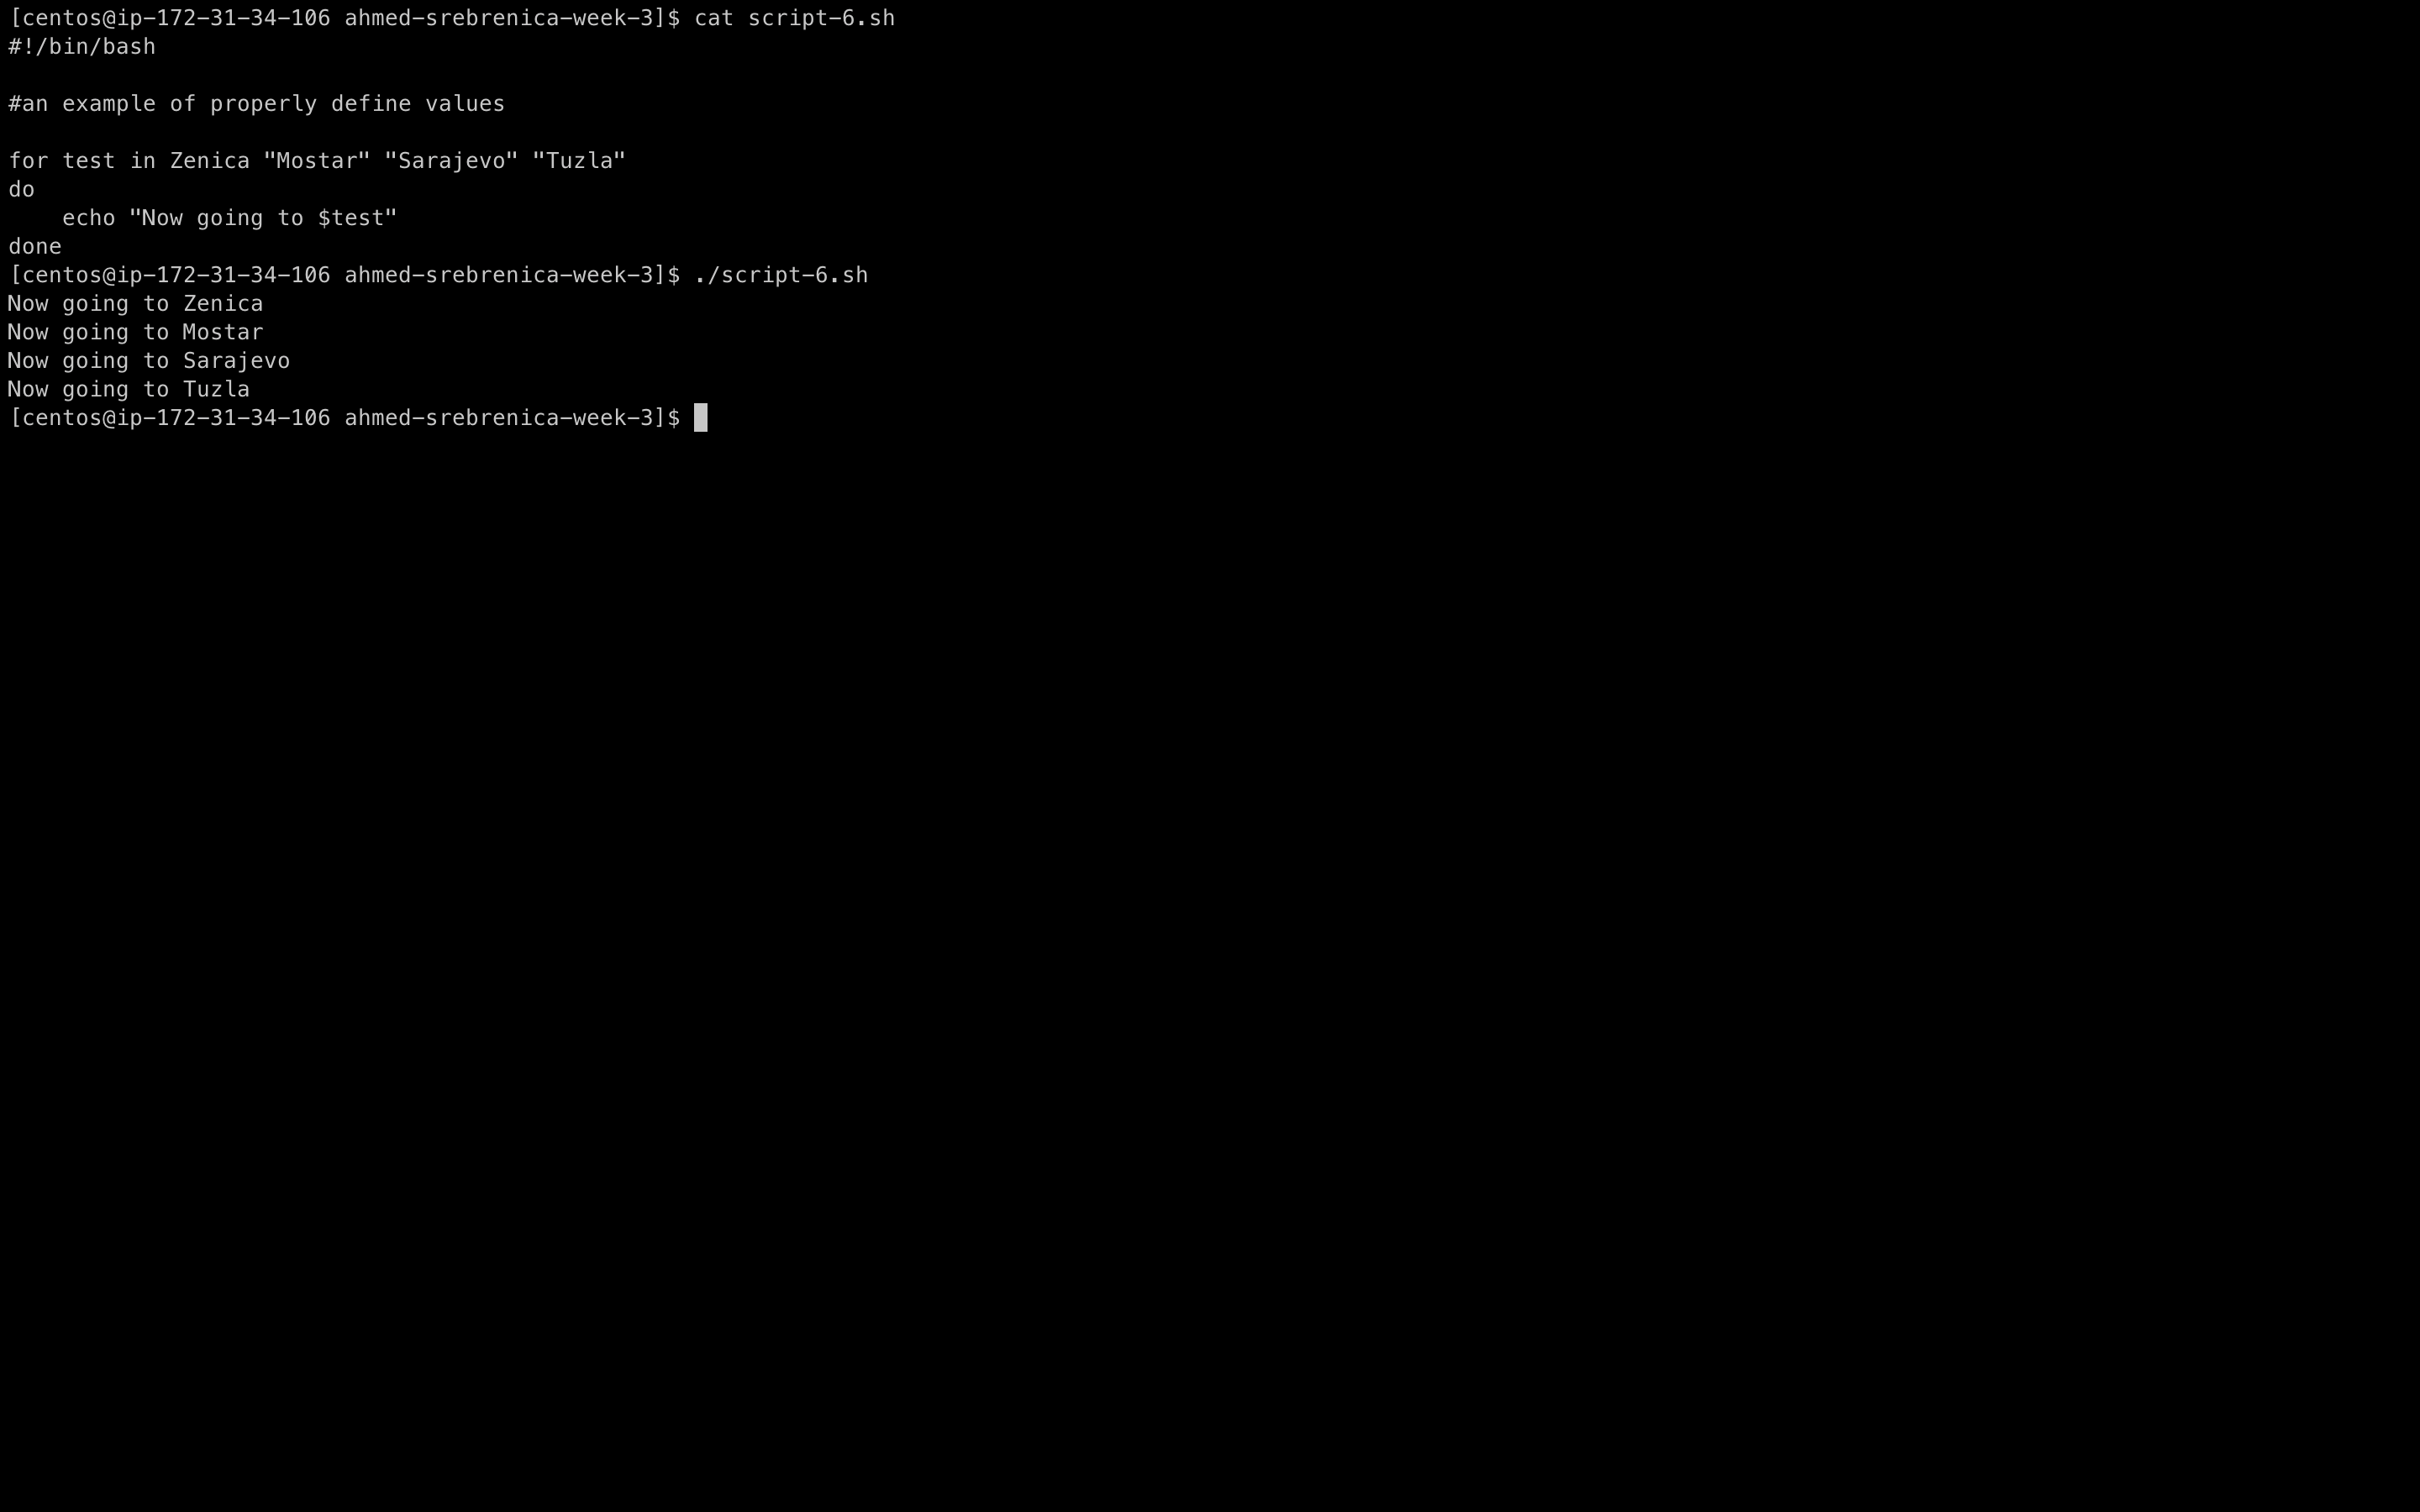 [centos@ip-172-31-34-106 ahmed-srebrenica-week-3]$ cat script-6.sh
#!/bin/bash

#an example of properly define values

for test in Zenica "Mostar" "Sarajevo" "Tuzla"
do
    echo "Now going to $test"
done
[centos@ip-172-31-34-106 ahmed-srebrenica-week-3]$ ./script-6.sh
Now going to Zenica
Now going to Mostar
Now going to Sarajevo
Now going to Tuzla
[centos@ip-172-31-34-106 ahmed-srebrenica-week-3]$